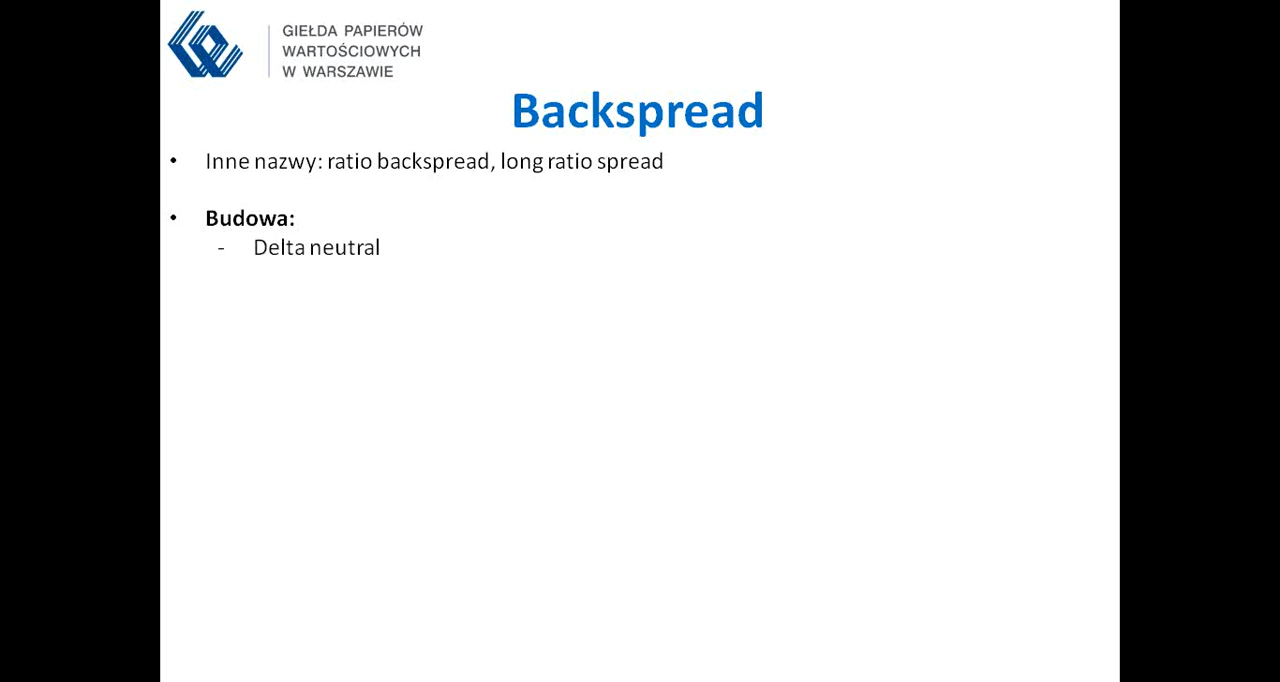 GIEŁDA PAPIERÓW
WARTOŚCIOWYCH
W WARSZAWIE
Backspread
• Inne nazwy: ratio backspread, long ratio spread
• Budowa:
- Delta neutral